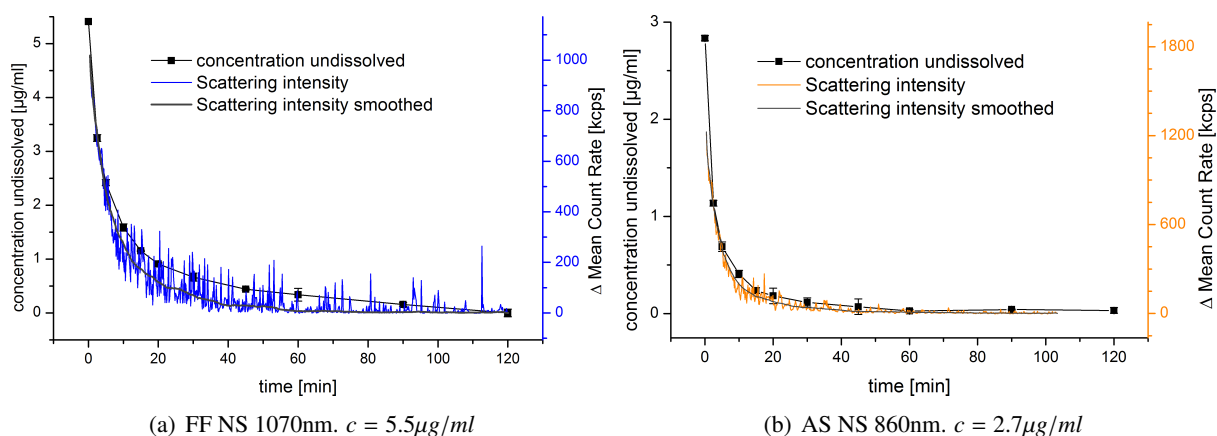 concentration undissolved [µg/ml]
5
4
3
2
1
0
concentration undissolved
Scattering intensity
Scattering intensity smoothed
1000
800
600
400
200
0
Δ Mean Count Rate [kcps]
0 20 40 60 80 100 120
time [min]
(a) FF NS 1070nm. c = 5.5µg/ml
concentration undissolved [µg/ml]
3
2
1
0
concentration undissolved
Scattering intensity
Scattering intensity smoothed
1800
1200
600
0
Δ Mean Count Rate [kcps]
0 20 40 60 80 100 120
time [min]
(b) AS NS 860nm. c = 2.7µg/ml